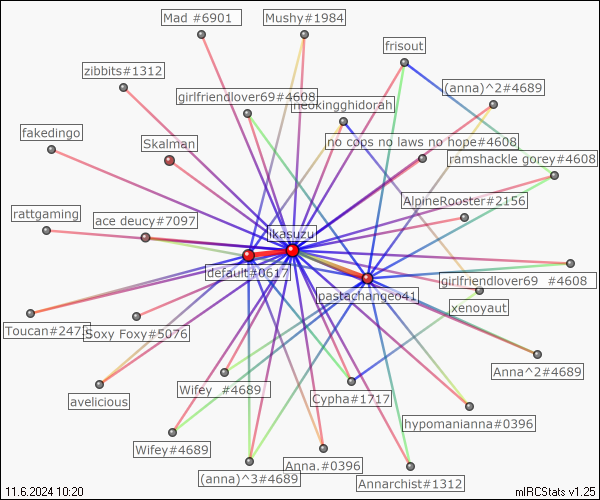 Mad #6901
Mushy#1984
frisout
zibbits#1312
(anna)^2#4689
girlfriendlover69#4608
neokingghidorah
fakedingo
Skalman
no cops no laws no hope#4608
ramshackle gorey#4608
AlpineRooster#2156
rattgaming
ace deucy#7097
ikasuzu
default#0617
pastachangeo41
girlfriendlover69 #4608
xenoyaut
Toucan#247
Soxy Foxy#5076
Anna^2#4689
avelicious
Wifey #4689
Cypha#1717
hypomanianna#0396
Wifey#4689
(anna)^3#4689
Anna.#0396
Annarchist#1312
11.6.2024 10:20
mIRCStats v1.25